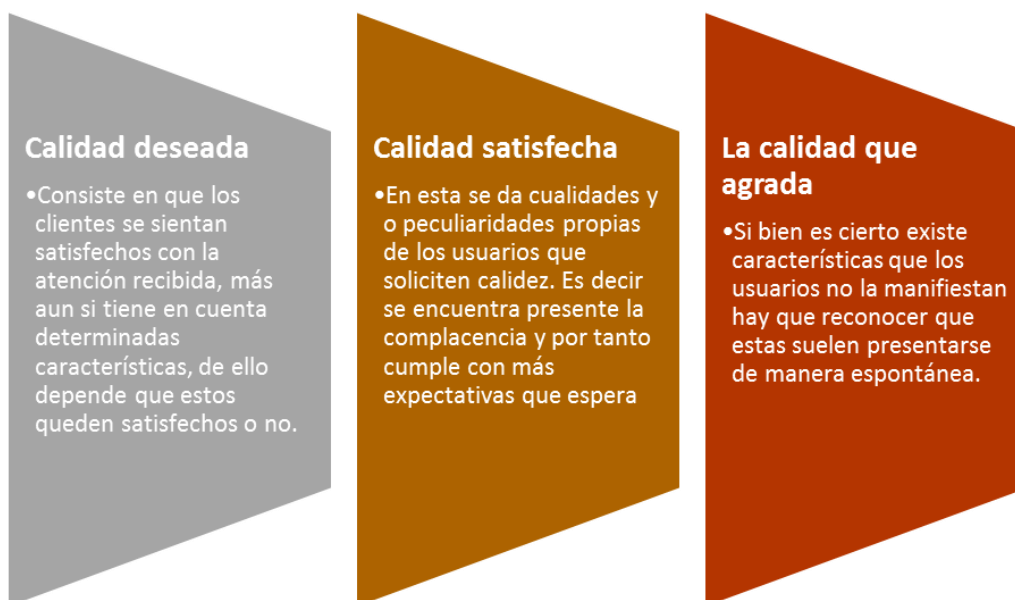 Calidad deseada
•Consiste en que los
clientes se sientan
satisfechos con la
atención recibida, más
aun si tiene en cuenta
determinadas
características, de ello
depende que estos
queden satisfechos o no.
Calidad satisfecha
•En esta se da cualidades y
o peculiaridades propias
de los usuarios que
soliciten calidez. Es decir
se encuentra presente la
complacencia y por tanto
cumple con más
expectativas que espera
La calidad que
agrada
•Si bien es cierto existe
características que los
usuarios no la manifiestan
hay que reconocer que
estas suelen presentarse
de manera espontánea.